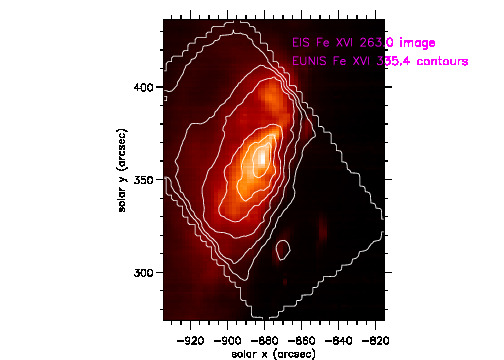 EIS Fe XVI 263.0 image
EUNIS Fe XVI 335.4 contours
400
350
300
solar y (arcsec)
−920 −900 −880 −860 −840 −820
solar x (arcsec)